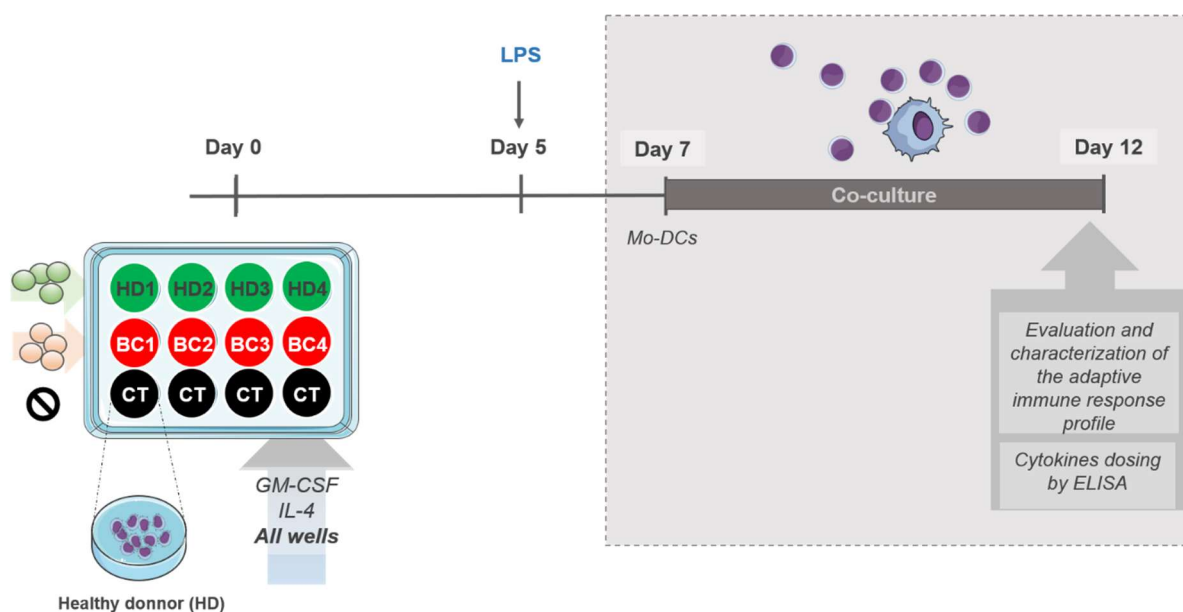 LPS
Day 0
Day 5
Day 7
Day 12
Co-culture
Mo-DCs
HD1 HD2 HD3 HD4
BC1 BC2 BC3 BC4
CT CT CT CT
GM-CSF
IL-4
All wells
Healthy donnor (HD)
Evaluation and
characterization of
the adaptive
immune response
profile
Cytokines dosing
by ELISA